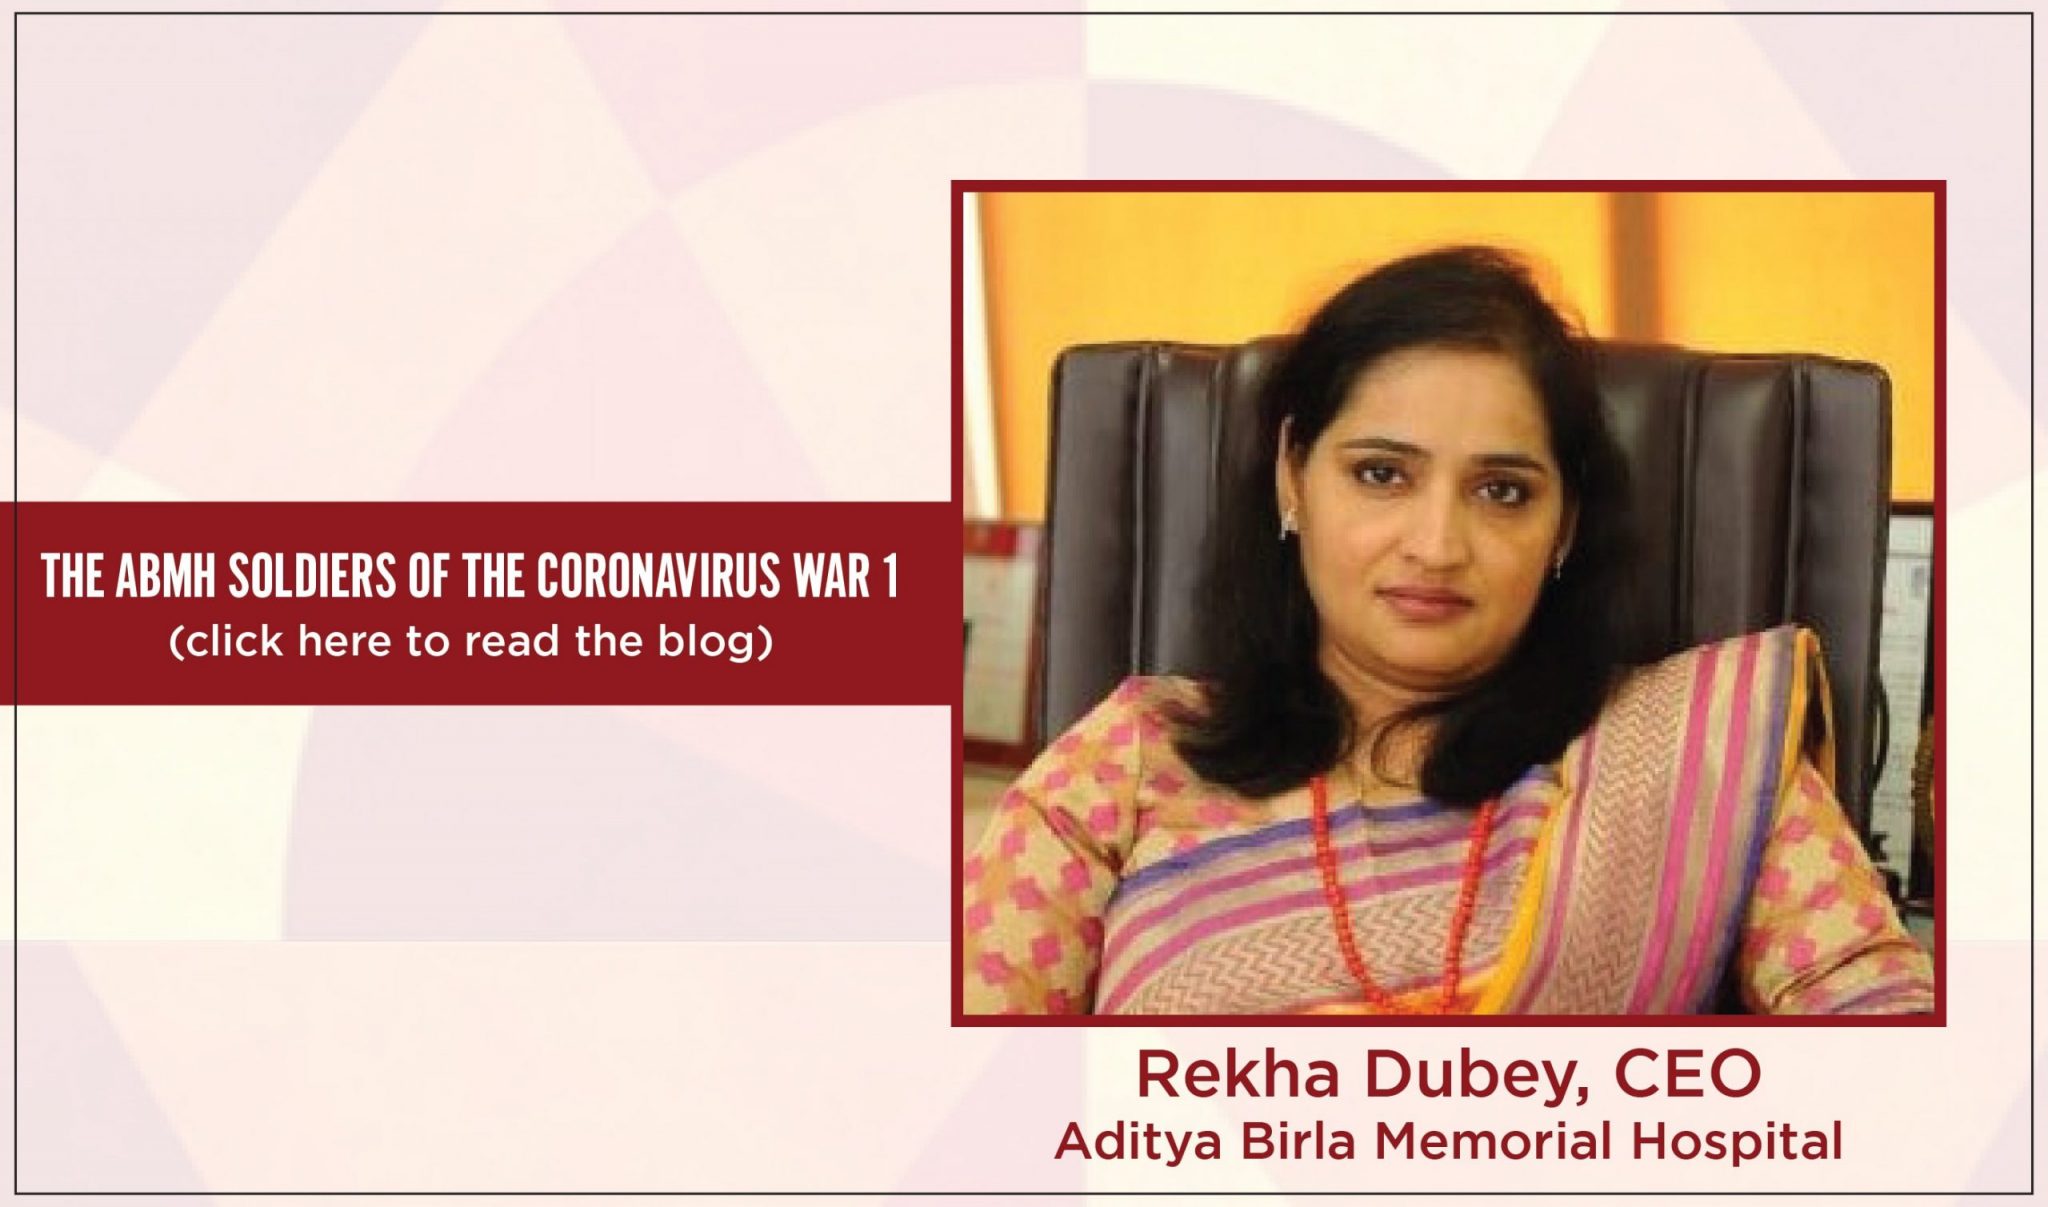 THE ABMH SOLDIERS OF THE CORONAVIRUS WAR 1
(click here to read the blog)
Rekha Dubey, CEO
Aditya Birla Memorial Hospital